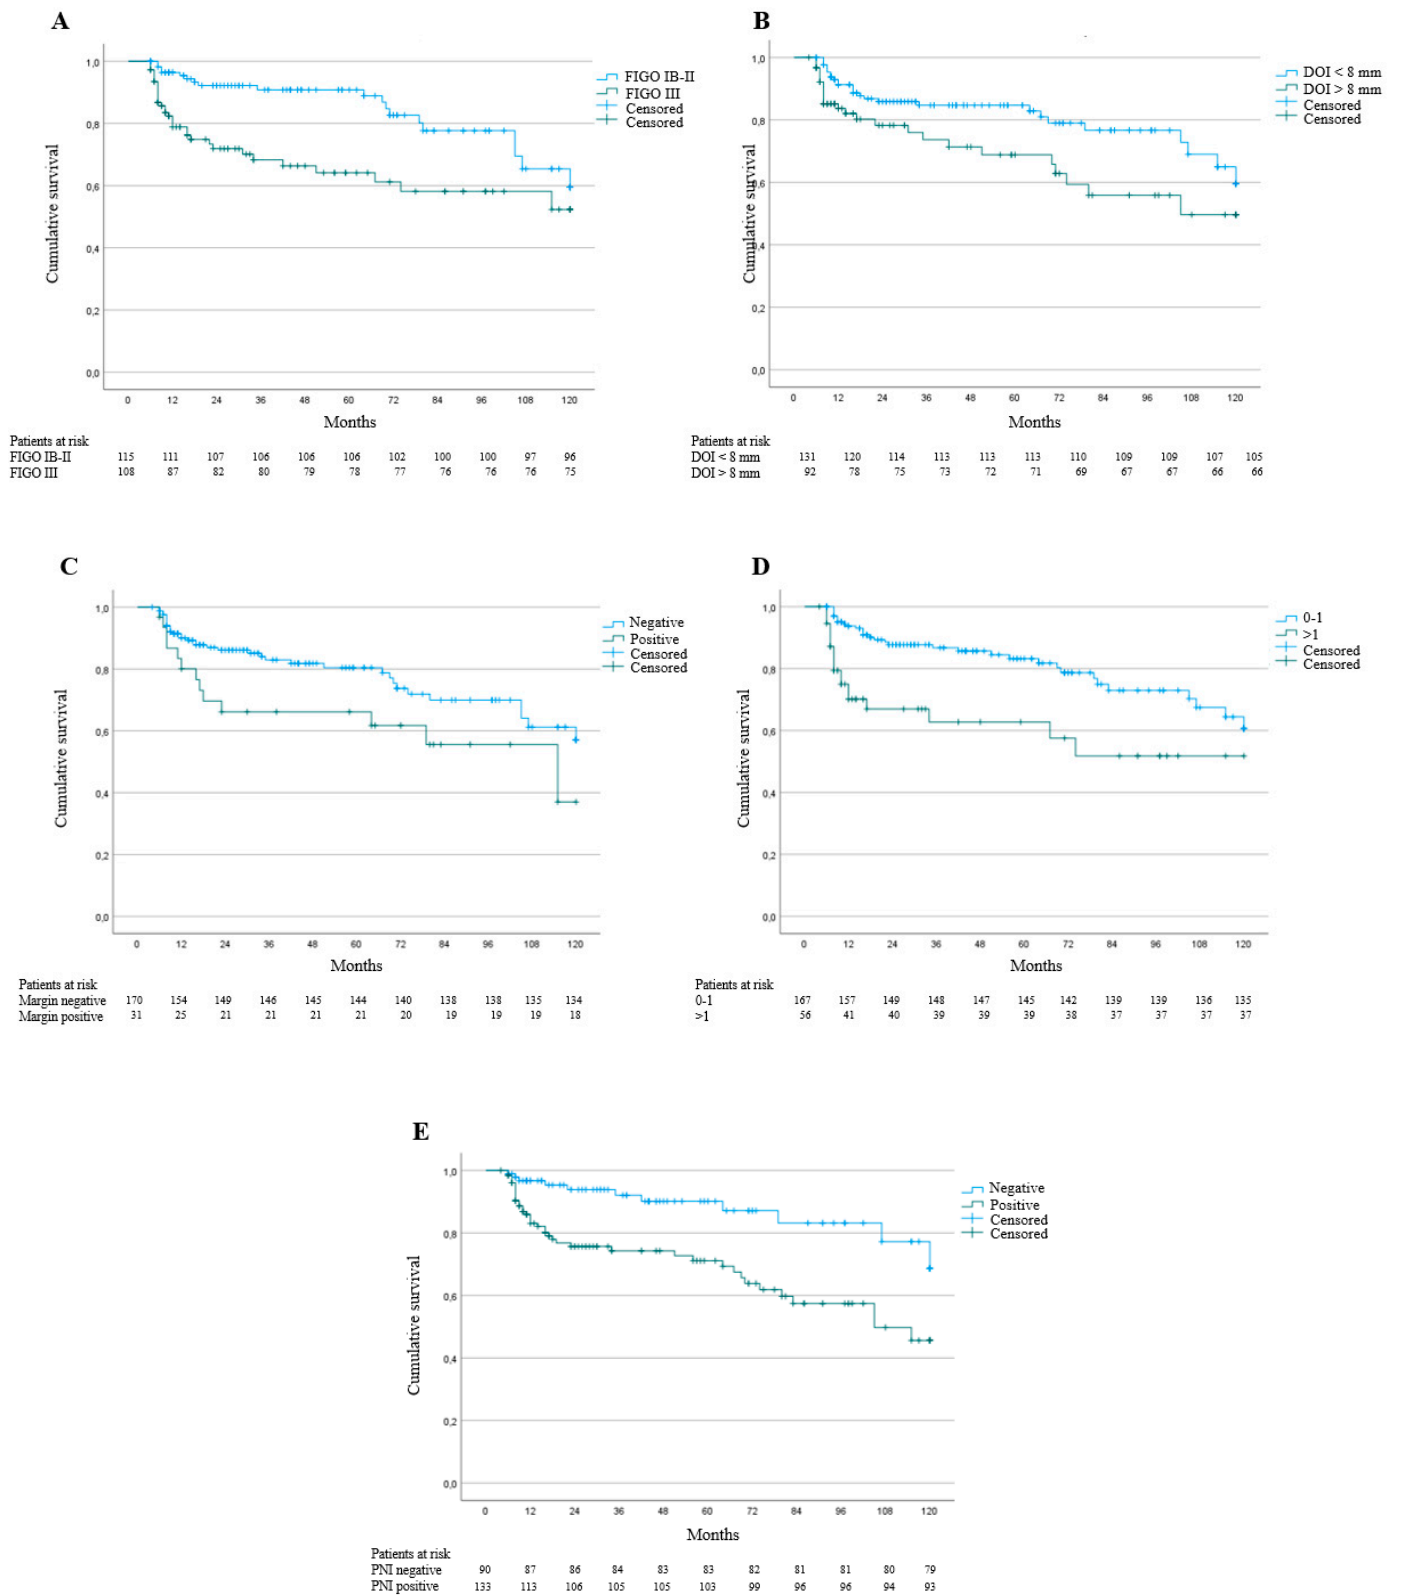 A
Cumulative survival
1,0
0,8
0,6
0,4
0,2
0,0
0 12 24 36 48 60 72 84 96 108 120
Months
FIGO IB-II
FIGO III
Censored
Censored
Patients at risk
FIGO IB-II 115 111 107 106 106 106 102 100 100 97 96
FIGO III 108 87 82 80 79 78 77 76 76 76 75
B
Cumulative survival
1,0
0,8
0,6
0,4
0,2
0,0
0 12 24 36 48 60 72 84 96 108 120
Months
DOI < 8 mm
DOI > 8 mm
Censored
Censored
Patients at risk
DOI < 8 mm 131 120 114 113 113 113 110 109 109 107 105
DOI > 8 mm 92 78 75 73 72 71 69 67 67 66 66
C
Cumulative survival
1,0
0,8
0,6
0,4
0,2
0,0
0 12 24 36 48 60 72 84 96 108 120
Months
Negative
Positive
Censored
Censored
Patients at risk
Margin negative 170 154 149 146 145 144 140 138 138 135 134
Margin positive 31 25 21 21 21 21 20 19 19 19 18
D
Cumulative survival
1,0
0,8
0,6
0,4
0,2
0,0
0 12 24 36 48 60 72 84 96 108 120
Months
0-1
>1
Censored
Censored
Patients at risk
0-1 167 157 149 148 147 145 142 139 139 136 135
>1 56 41 40 39 39 39 38 37 37 37 37
E
Cumulative survival
1,0
0,8
0,6
0,4
0,2
0,0
0 12 24 36 48 60 72 84 96 108 120
Months
Negative
Positive
Censored
Censored
Patients at risk
PNI negative 90 87 86 84 83 83 82 81 81 80 79
PNI positive 133 113 106 105 105 103 99 96 96 94 93